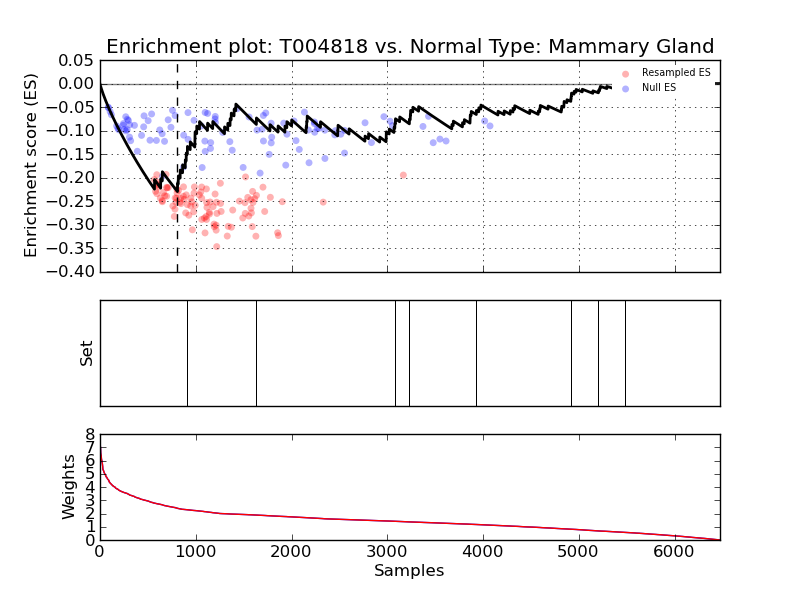 Enrichment plot: T004818 vs. Normal Type: Mammary Gland
0.05
0.00
−0.05
−0.10
−0.15
−0.20
−0.25
−0.30
−0.35
−0.40
Enrichment score (ES)
Resampled ES
Null ES
Set
8
7
6
5
4
3
2
1
0
Weights
0 1000 2000 3000 4000 5000 6000
Samples